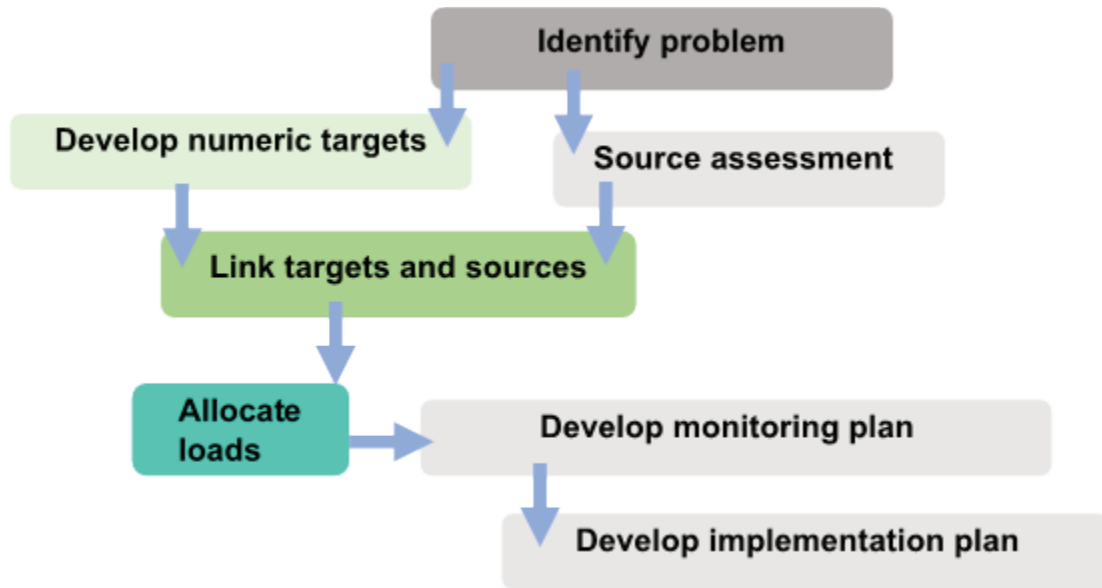 Identify problem
Develop numeric targets
Source assessment
Link targets and sources
Allocate
loads
Develop monitoring plan
Develop implementation plan